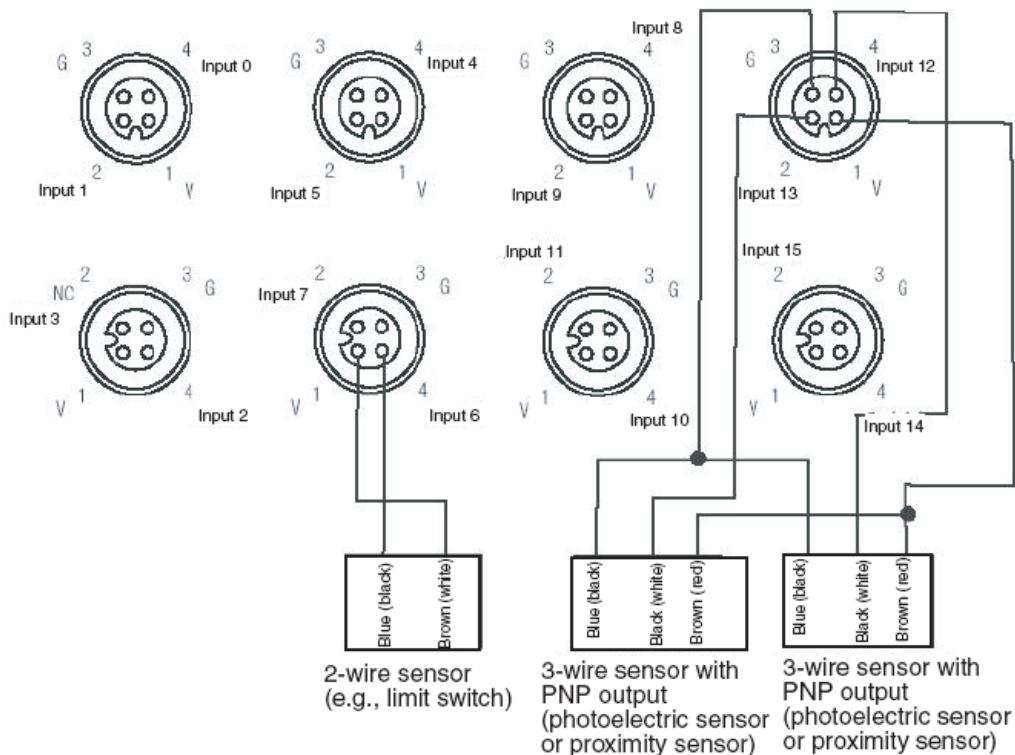 Input 8
3 4 3 4 3 4 3 4
G Input 0 G Input 4 G G Input 12
2 1 2 1 2 1 2 1
Input 1 V Input 5 V Input 9 V Input 13 V
Input 11 Input 15
2 3 2 3 2 3 2 3
NC G Input 7 G G G
Input 3
1 4 1 4 1 4 1 4
V Input 2 V Input 6 V Input 10 V Input 14
Blue (black)
Brown (white)
Blue (black)
Black (white)
Brown (red)
Blue (black)
Black (white)
Brown (red)
2-wire sensor
(e.g., limit switch)
3-wire sensor with
PNP output
(photoelectric sensor
or proximity sensor)
3-wire sensor with
PNP output
(photoelectric sensor
or proximity sensor)